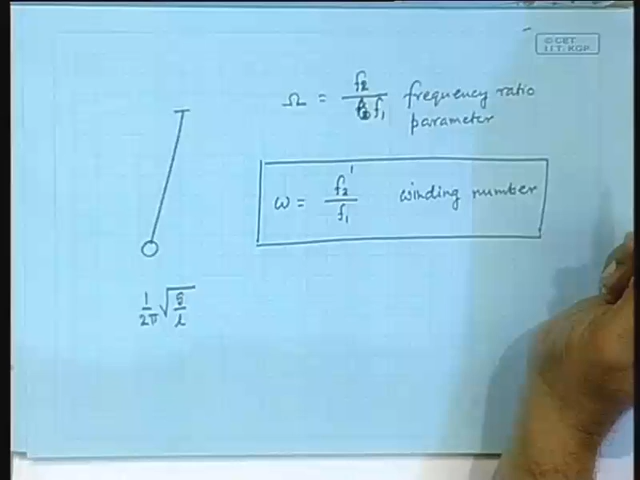 © CET
I.I.T. KGP
Ω = f₂ / f₁ frequency ratio
parameter
ω = f₂' / f₁ winding number
1/2π √g/l